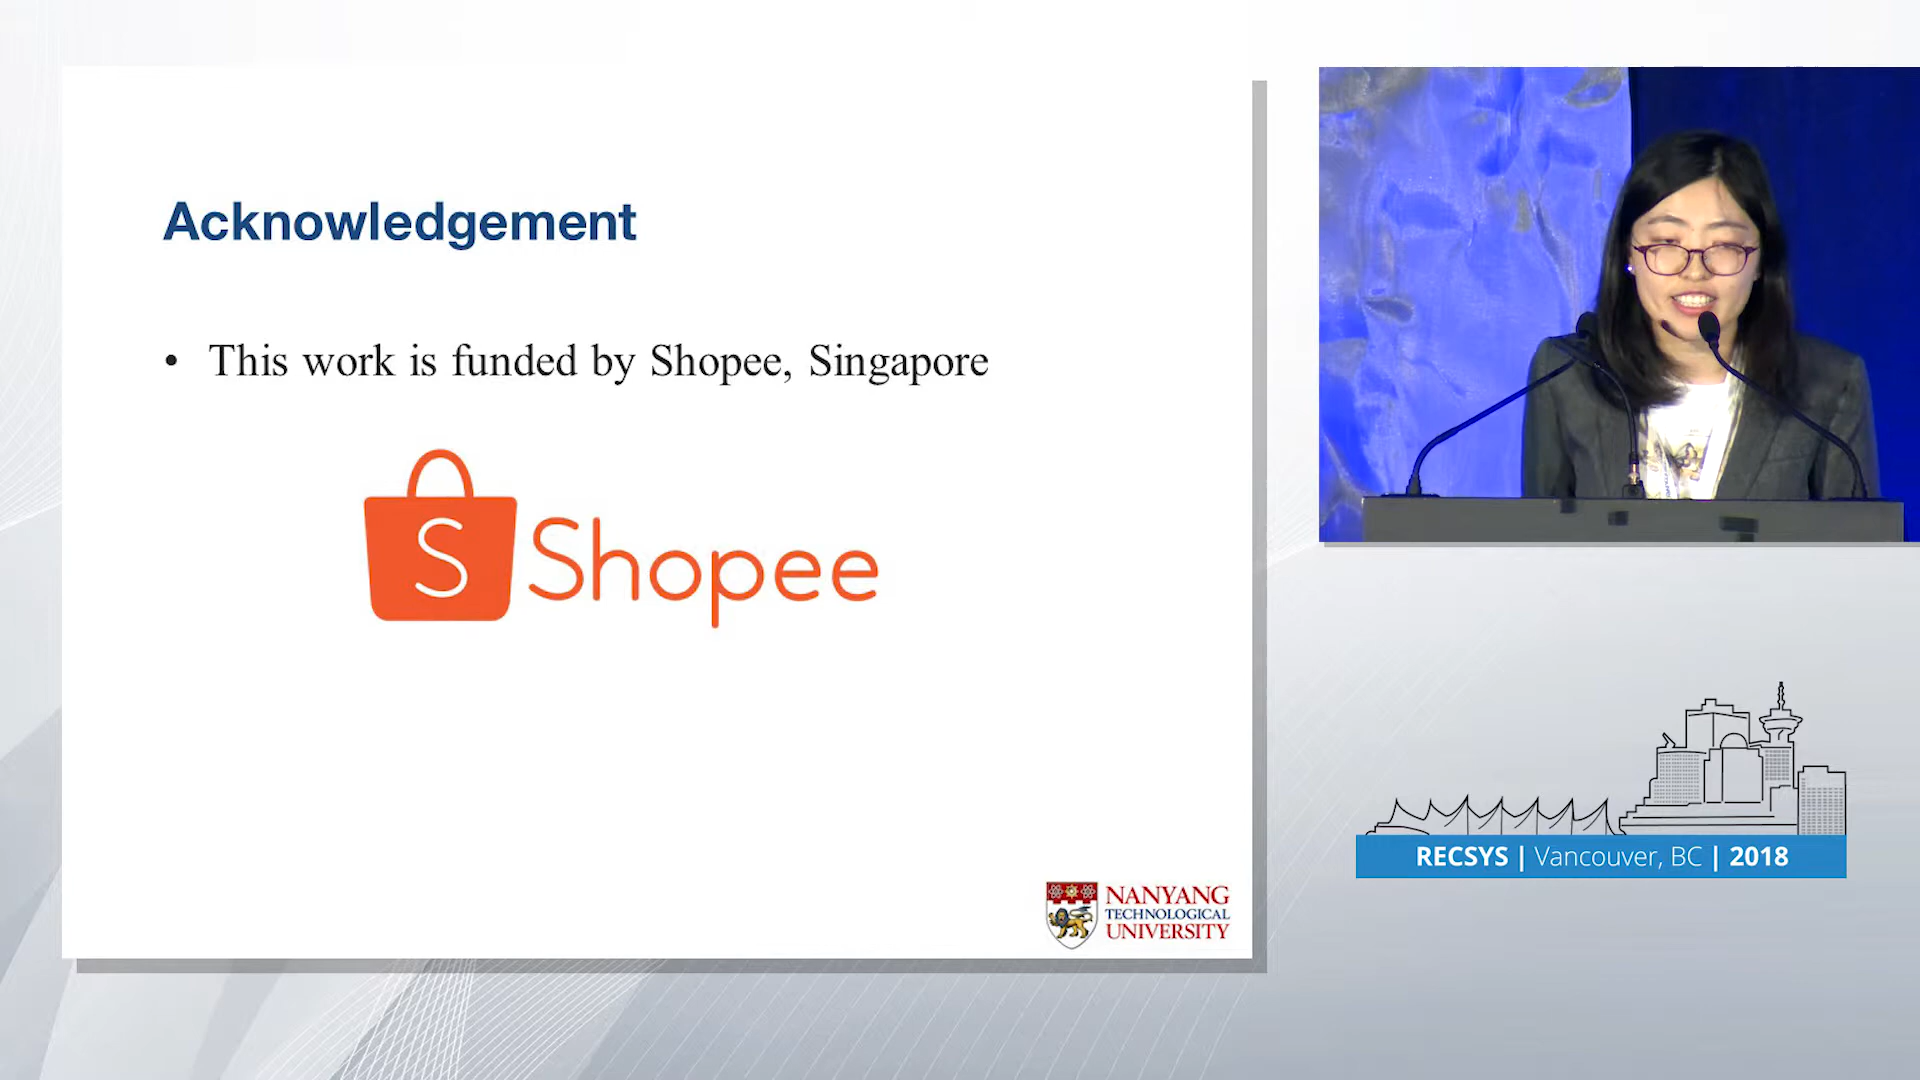 Acknowledgement
• This work is funded by Shopee, Singapore
S Shopee
NANYANG
TECHNOLOGICAL
UNIVERSITY
RECSYS | Vancouver, BC | 2018